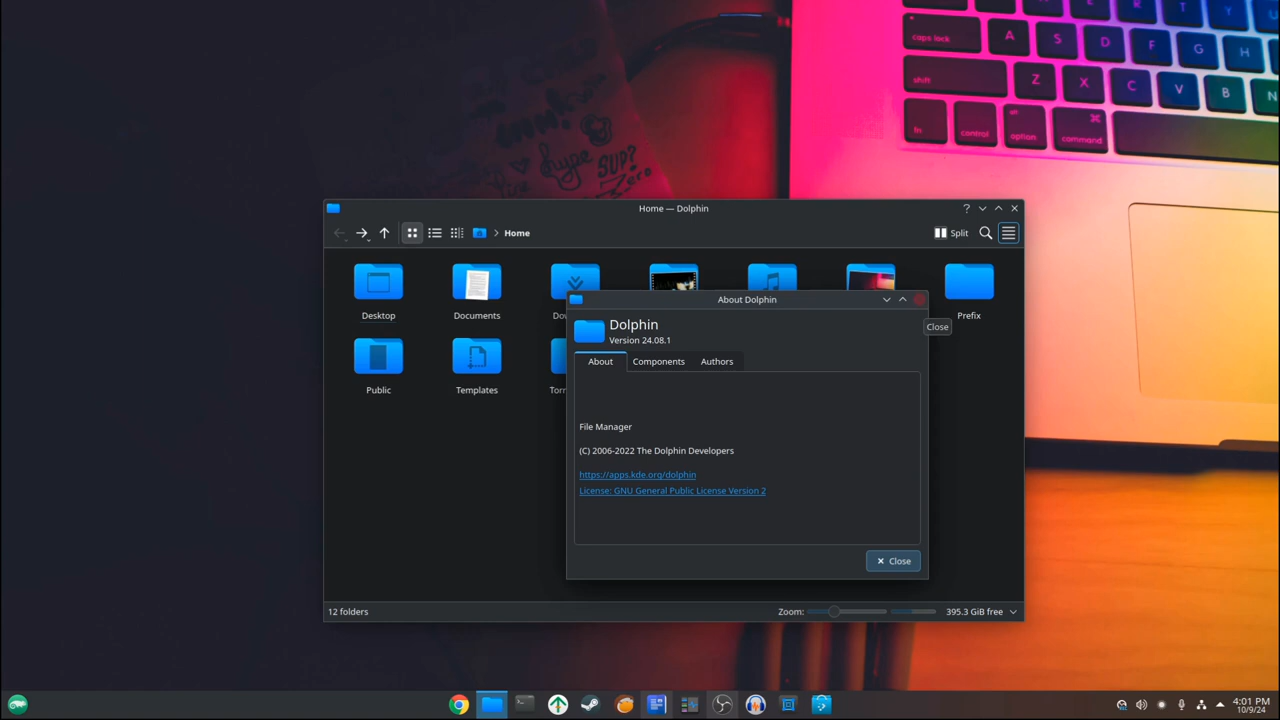 caps lock A S D F G H
shift Z X C V B N
fn control option command
SUP?
Home — Dolphin
Home
Split
Desktop
Documents
Prefix
Public
Templates
About Dolphin
Close
Dolphin
Version 24.08.1
About Components Authors
File Manager
(C) 2006-2022 The Dolphin Developers
https://apps.kde.org/dolphin
License: GNU General Public License Version 2
Close
12 folders
Zoom:
395.3 GiB free
4:01 PM
10/9/24